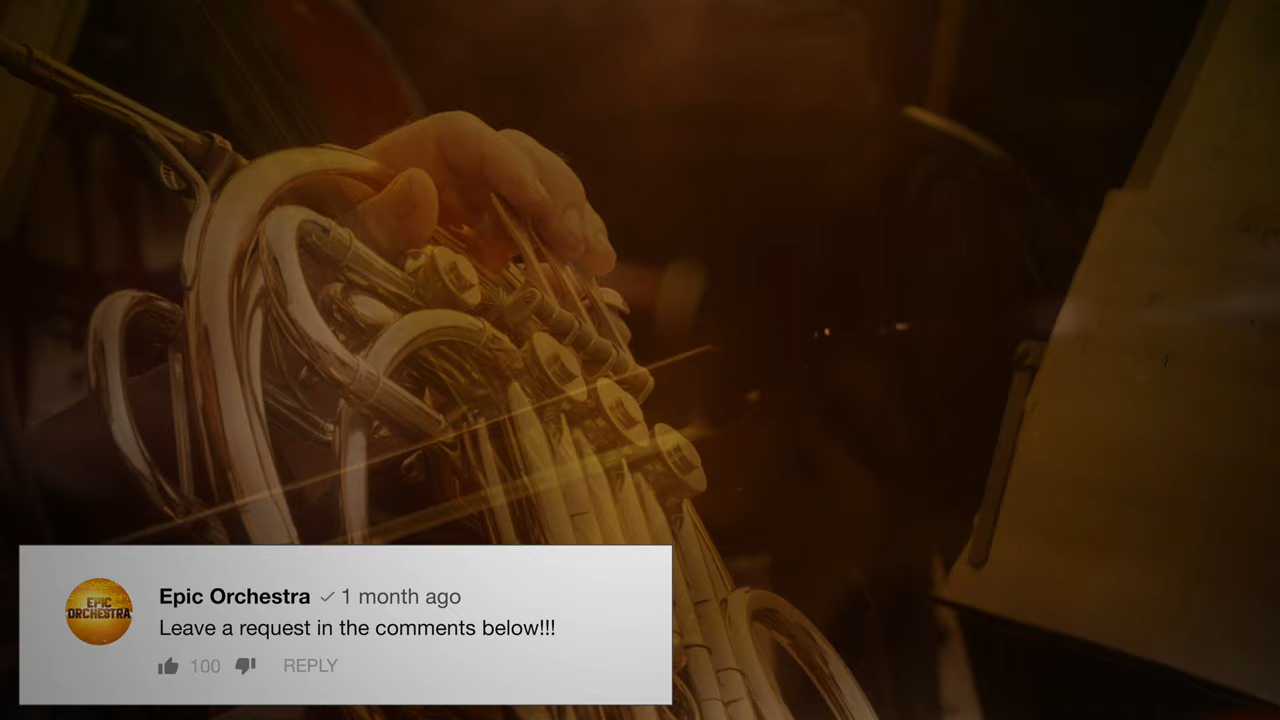 EPIC
ORCHESTRA
Epic Orchestra ✓ 1 month ago
Leave a request in the comments below!!!
100 REPLY